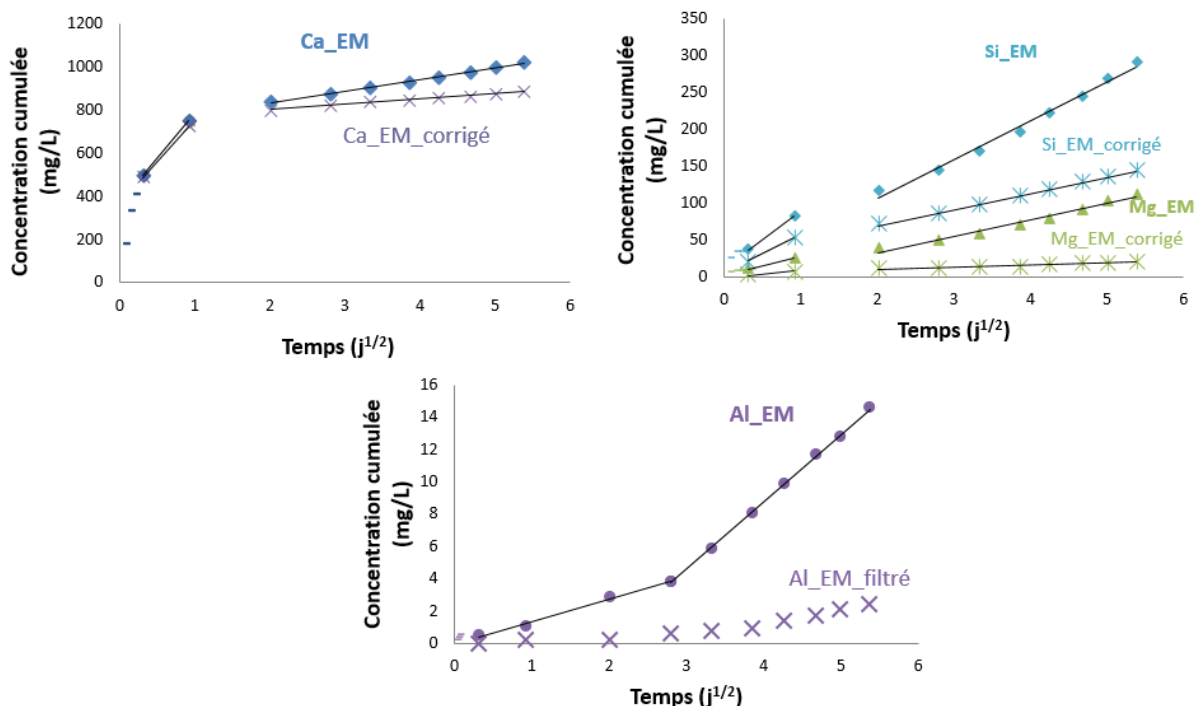 Concentration cumulée
(mg/L)
1200
1000
800
600
400
200
0
0 1 2 3 4 5 6
Ca_EM
Ca_EM_corrigé
Temps (j1/2)
Concentration cumulée
(mg/L)
350
300
250
200
150
100
50
0
0 1 2 3 4 5 6
Si_EM
Si_EM_corrigé
Mg_EM
Mg_EM_corrigé
Temps (j1/2)
Concentration cumulée
(mg/L)
16
14
12
10
8
6
4
2
0
0 1 2 3 4 5 6
Al_EM
Al_EM_filtré
Temps (j1/2)